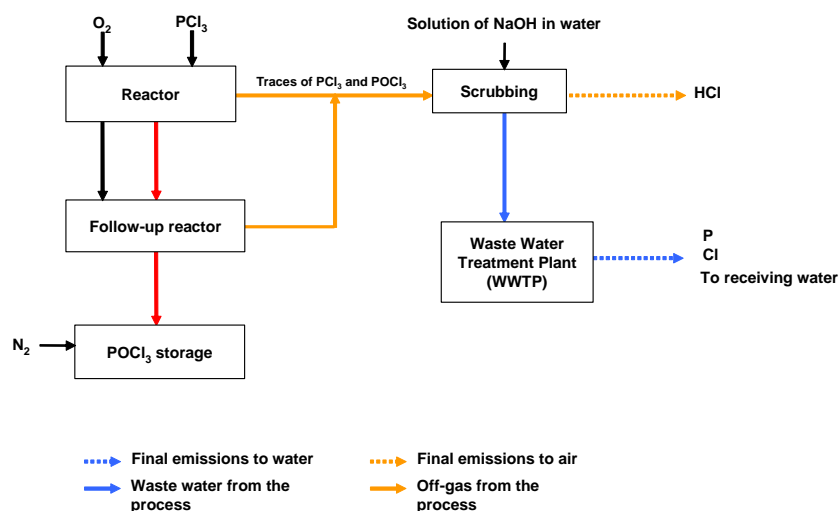 O₂
PCl₃
Solution of NaOH in water
Reactor
Traces of PCl₃ and POCl₃
Scrubbing
HCl
Follow-up reactor
Waste Water
Treatment Plant
(WWTP)
P
Cl
To receiving water
N₂
POCl₃ storage
Final emissions to water
Final emissions to air
Waste water from the
process
Off-gas from the
process